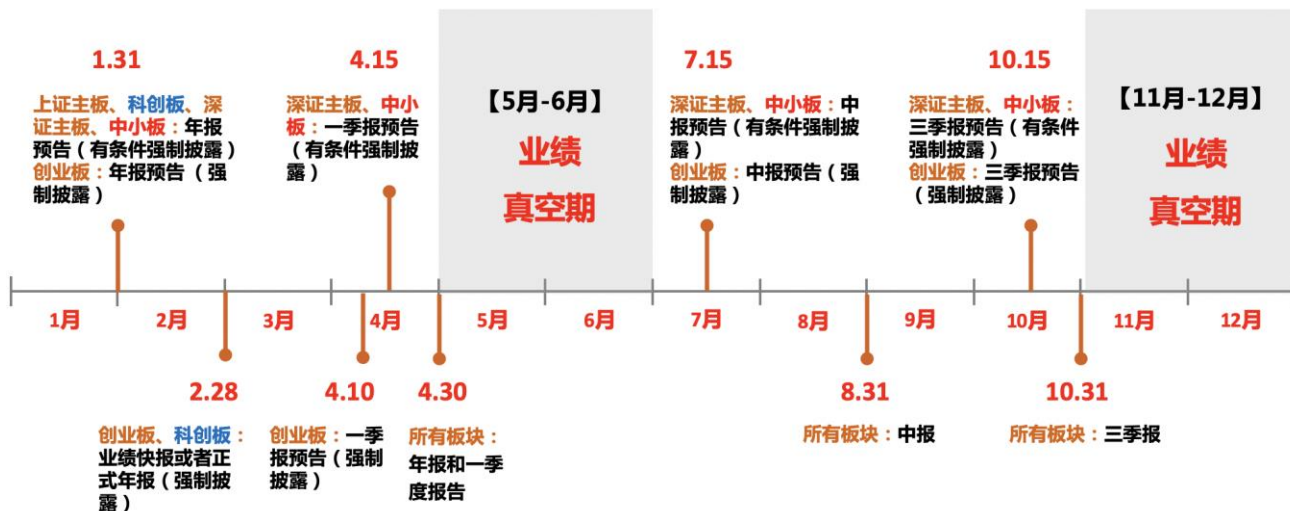 1.31
上证主板、科创板、深
证主板、中小板：年报
预告（有条件强制披露）
创业板：年报预告（强
制披露）
4.15
深证主板、中小
板：一季报预告
（有条件强制披
露）
【5月-6月】
业绩
真空期
7.15
深证主板、中小板：中
报预告（有条件强制披
露）
创业板：中报预告（强
制披露）
10.15
深证主板、中小板：
三季报预告（有条件
强制披露）
创业板：三季报预告
（强制披露）
【11月-12月】
业绩
真空期
1月
2月
3月
4月
5月
6月
7月
8月
9月
10月
11月
12月
2.28
创业板、科创板：
业绩快报或者正
式年报（强制披
露）
4.10
创业板：一季
报预告（强制
披露）
4.30
所有板块：
年报和一季
度报告
8.31
所有板块：中报
10.31
所有板块：三季报